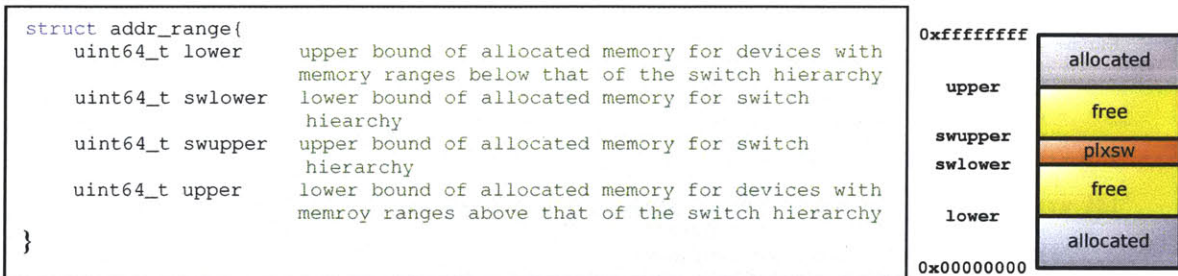 struct addr_range{
uint64_t lower upper bound of allocated memory for devices with
memory ranges below that of the switch hierarchy
uint64_t swlower lower bound of allocated memory for switch
hiearchy
uint64_t swupper upper bound of allocated memory for switch
hierarchy
uint64_t upper lower bound of allocated memory for devices with
memroy ranges above that of the switch hierarchy
}
0xffffffff
allocated
upper
free
swupper
plxsw
swlower
free
lower
allocated
0x00000000